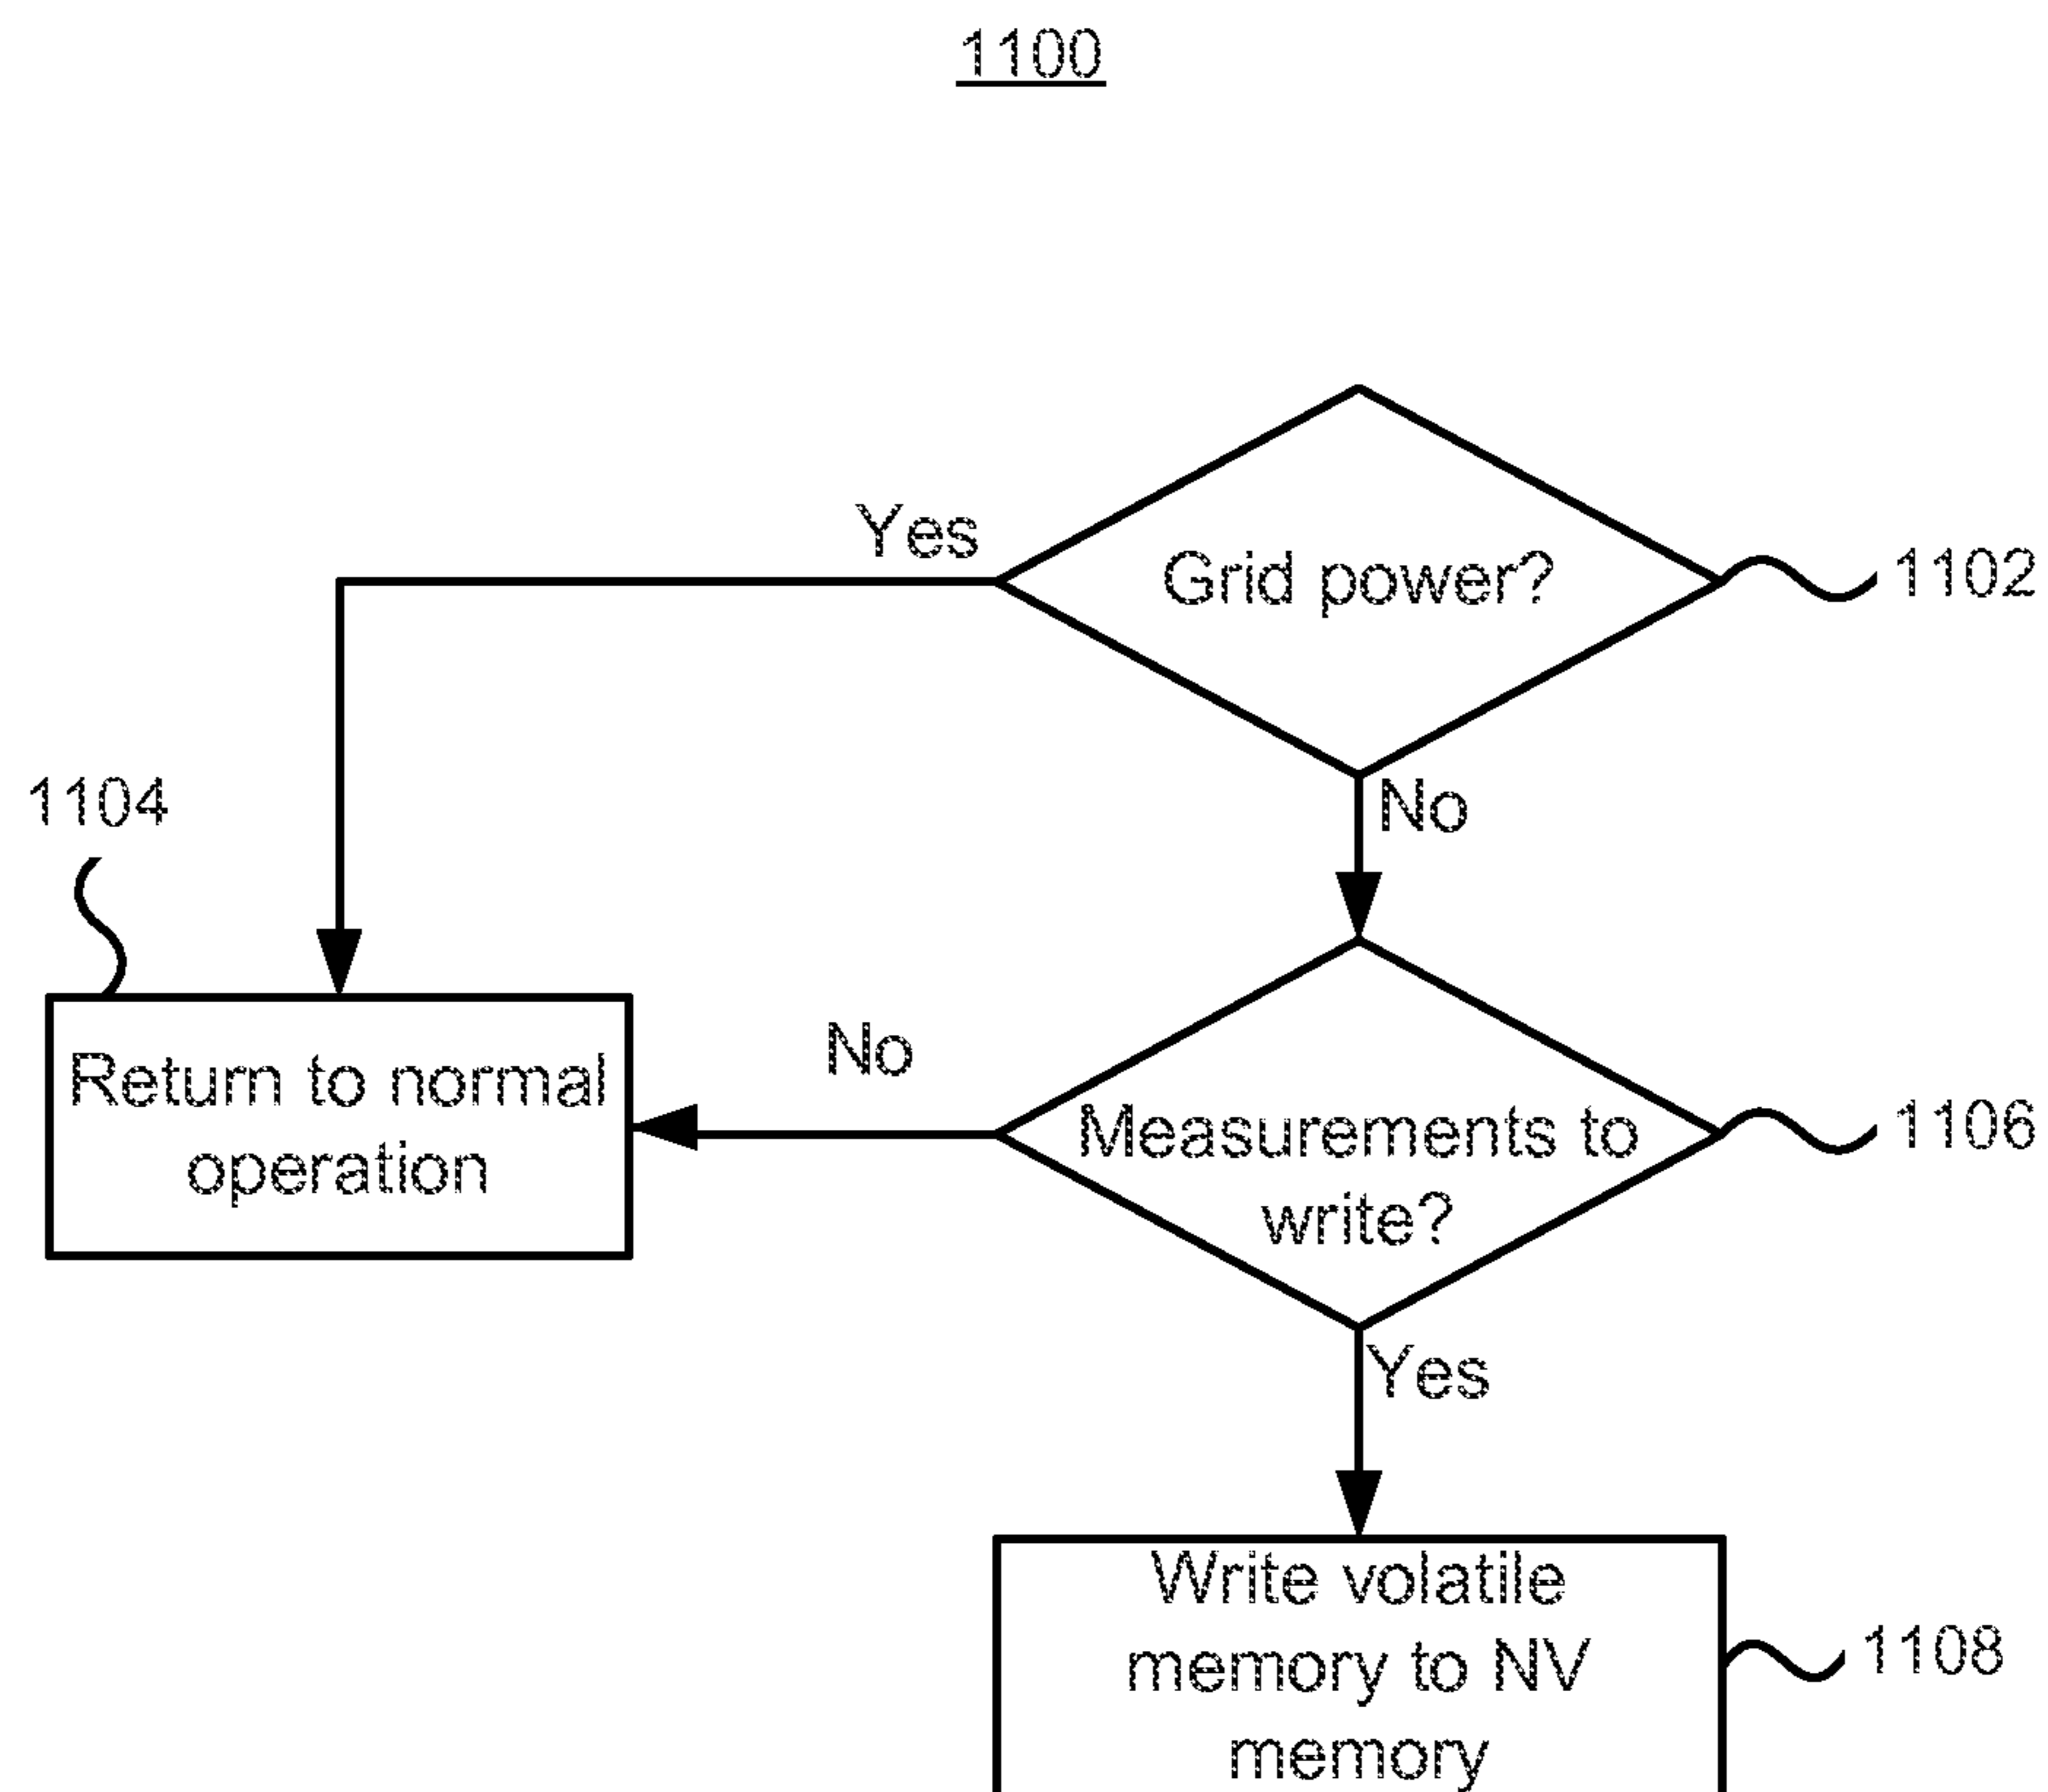 1100
Yes
Grid power?
1102
No
1104
Return to normal
operation
No
Measurements to
write?
1106
Yes
Write volatile
memory to NV
memory
1108